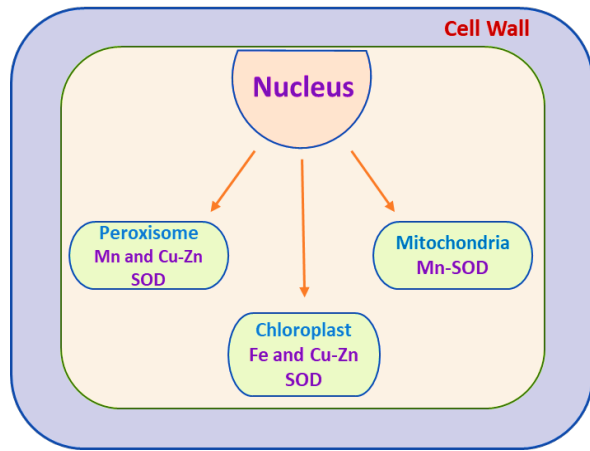 Cell Wall
Nucleus
Peroxisome
Mn and Cu-Zn
SOD
Mitochondria
Mn-SOD
Chloroplast
Fe and Cu-Zn
SOD